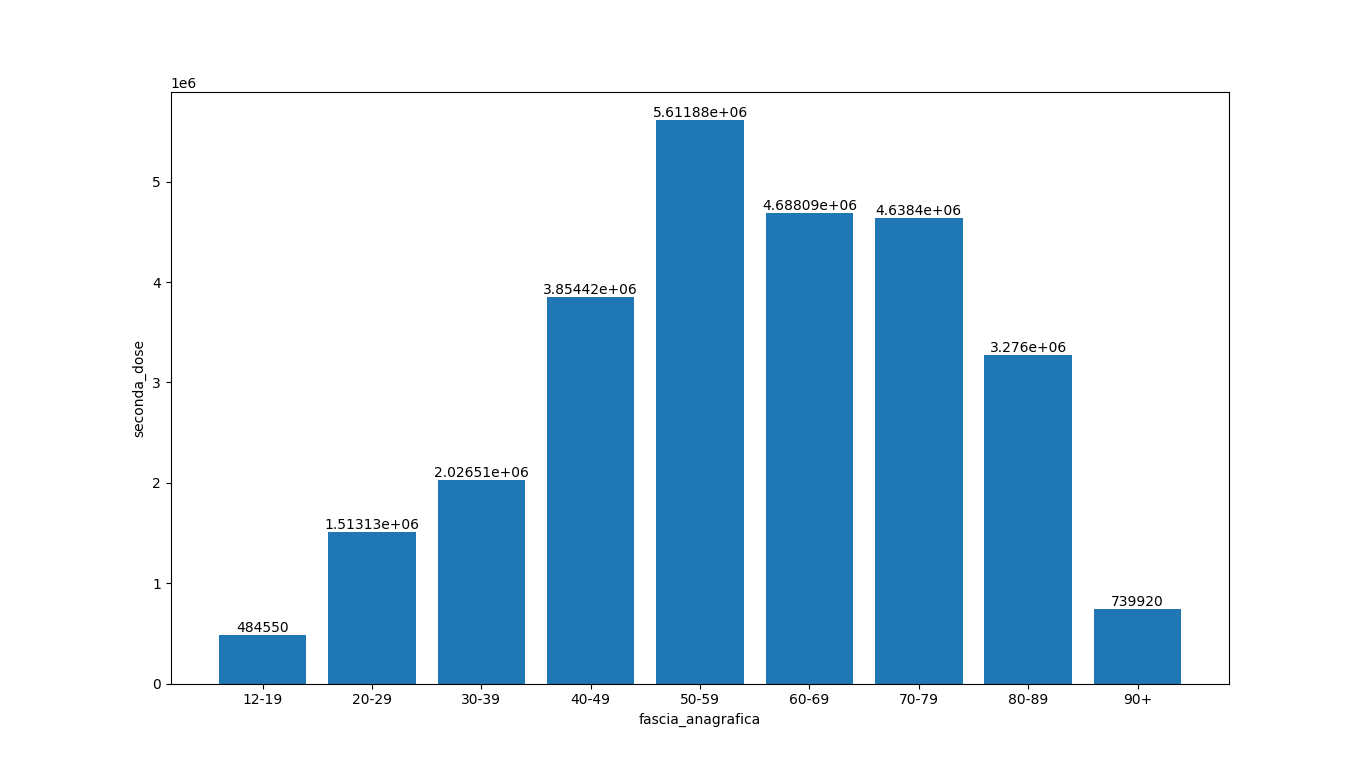 1e6
5.61188e+06
4.68809e+06
4.6384e+06
3.85442e+06
3.276e+06
2.02651e+06
1.51313e+06
739920
484550
5
4
3
2
1
0
seconda_dose
12-19 20-29 30-39 40-49 50-59 60-69 70-79 80-89 90+
fascia_anagrafica